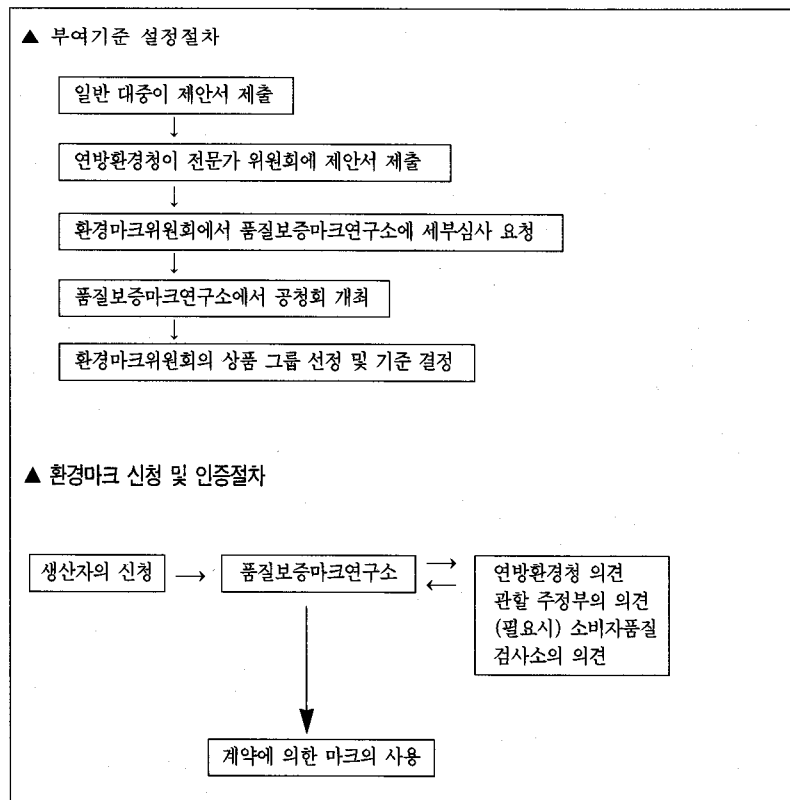 ▲ 부여기준 설정절차
일반 대중이 제안서 제출
↓
연방환경청이 전문가 위원회에 제안서 제출
↓
환경마크위원회에서 품질보증마크연구소에 세부심사 요청
↓
품질보증마크연구소에서 공청회 개최
↓
환경마크위원회의 상품 그룹 선정 및 기준 결정
▲ 환경마크 신청 및 인증절차
생산자의 신청 → 품질보증마크연구소
연방환경청 의견
관할 주정부의 의견
(필요시) 소비자품질
검사소의 의견
계약에 의한 마크의 사용